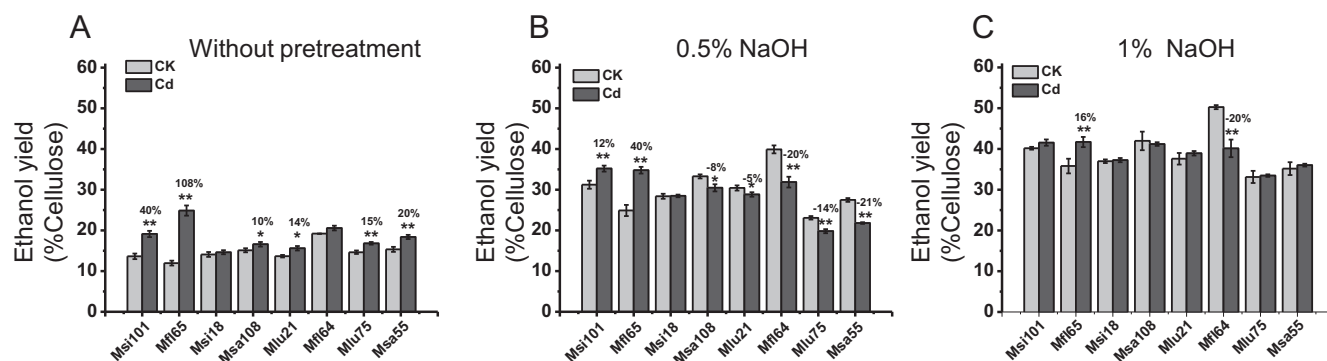 A
Without pretreatment
Ethanol yield
(%Cellulose)
60
50
40
30
20
10
0
CK
Cd
40%
**
108%
**
10%
*
14%
*
15%
**
20%
**
Msi101
Mfl65
Msi18
Msa108
Mlu21
Mfl64
Mlu75
Msa55
B
0.5% NaOH
Ethanol yield
(%Cellulose)
60
50
40
30
20
10
0
CK
Cd
12%
**
40%
**
-8%
*
-5%
*
-20%
**
-14%
**
-21%
**
Msi101
Mfl65
Msi18
Msa108
Mlu21
Mfl64
Mlu75
Msa55
C
1% NaOH
Ethanol yield
(%Cellulose)
60
50
40
30
20
10
0
CK
Cd
16%
**
-20%
**
Msi101
Mfl65
Msi18
Msa108
Mlu21
Mfl64
Mlu75
Msa55